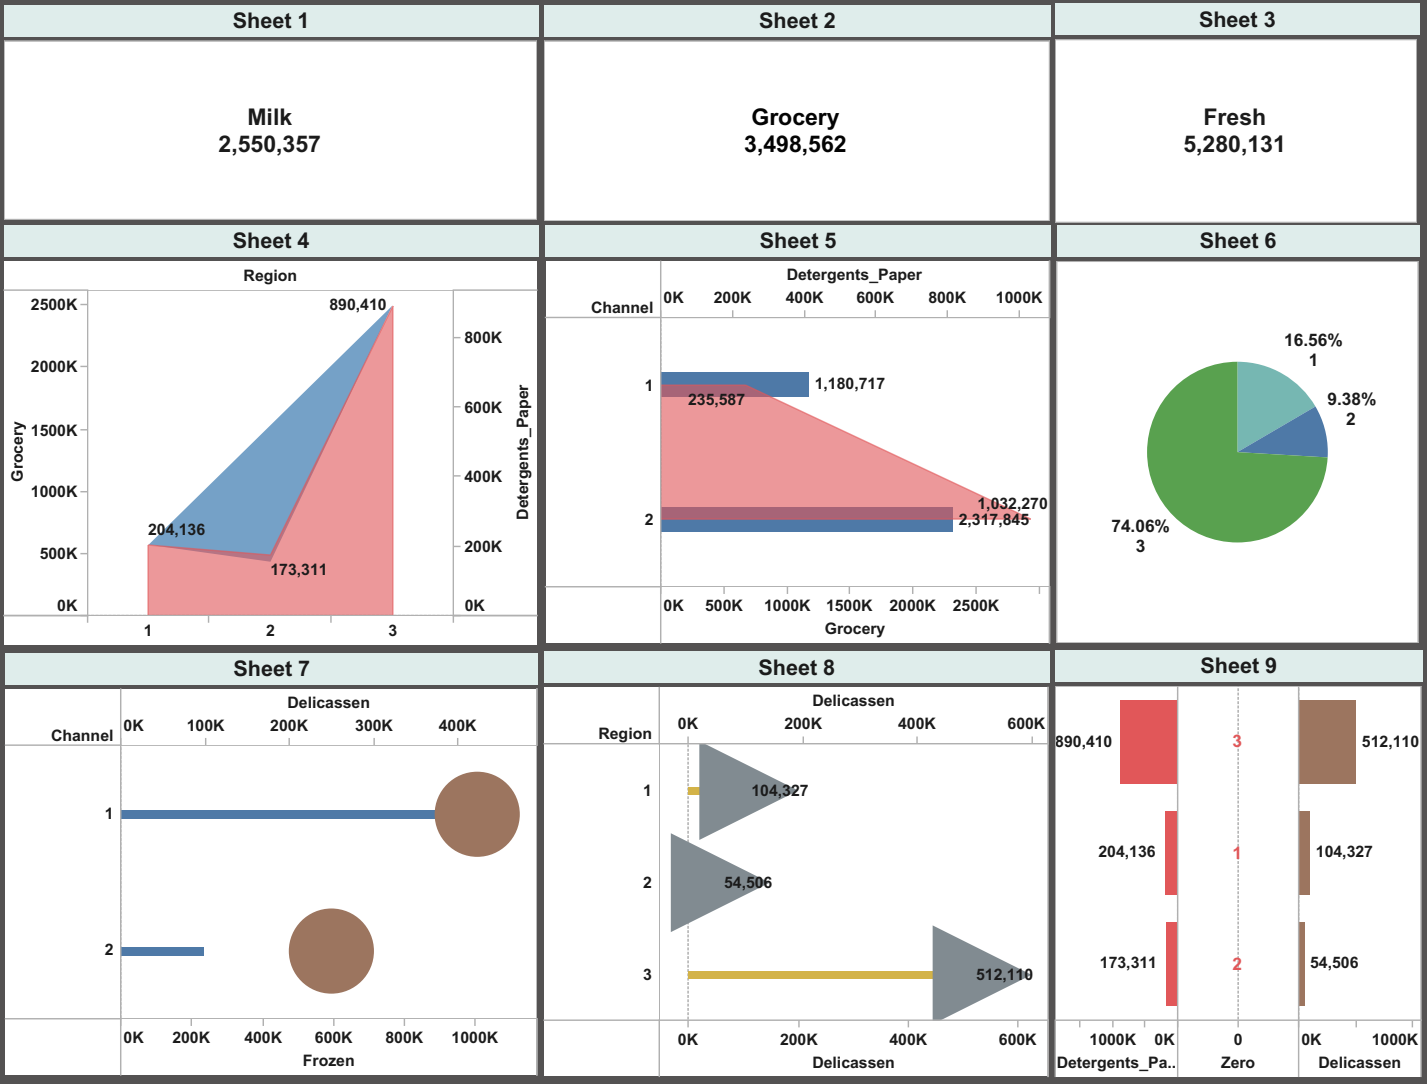 Sheet 1
Milk
2,550,357
Sheet 2
Grocery
3,498,562
Sheet 3
Fresh
5,280,131
Sheet 4
Region
2500K
2000K
1500K
1000K
500K
0K
Grocery
890,410
204,136
173,311
800K
600K
400K
200K
0K
Detergents_Paper
1 2 3
Sheet 5
Detergents_Paper
Channel
0K 200K 400K 600K 800K 1000K
1
1,180,717
235,587
1,032,270
2
2,317,845
0K 500K 1000K 1500K 2000K 2500K
Grocery
Sheet 6
16.56%
1
9.38%
2
74.06%
3
Sheet 7
Delicassen
Channel
0K 100K 200K 300K 400K
1
2
0K 200K 400K 600K 800K 1000K
Frozen
Sheet 8
Delicassen
Region
0K 200K 400K 600K
1 104,327
2 54,506
3 512,110
0K 200K 400K 600K
Delicassen
Sheet 9
890,410 3 512,110
204,136 1 104,327
173,311 2 54,506
1000K 0K 0 0K 1000K
Detergents_Pa.. Zero Delicassen